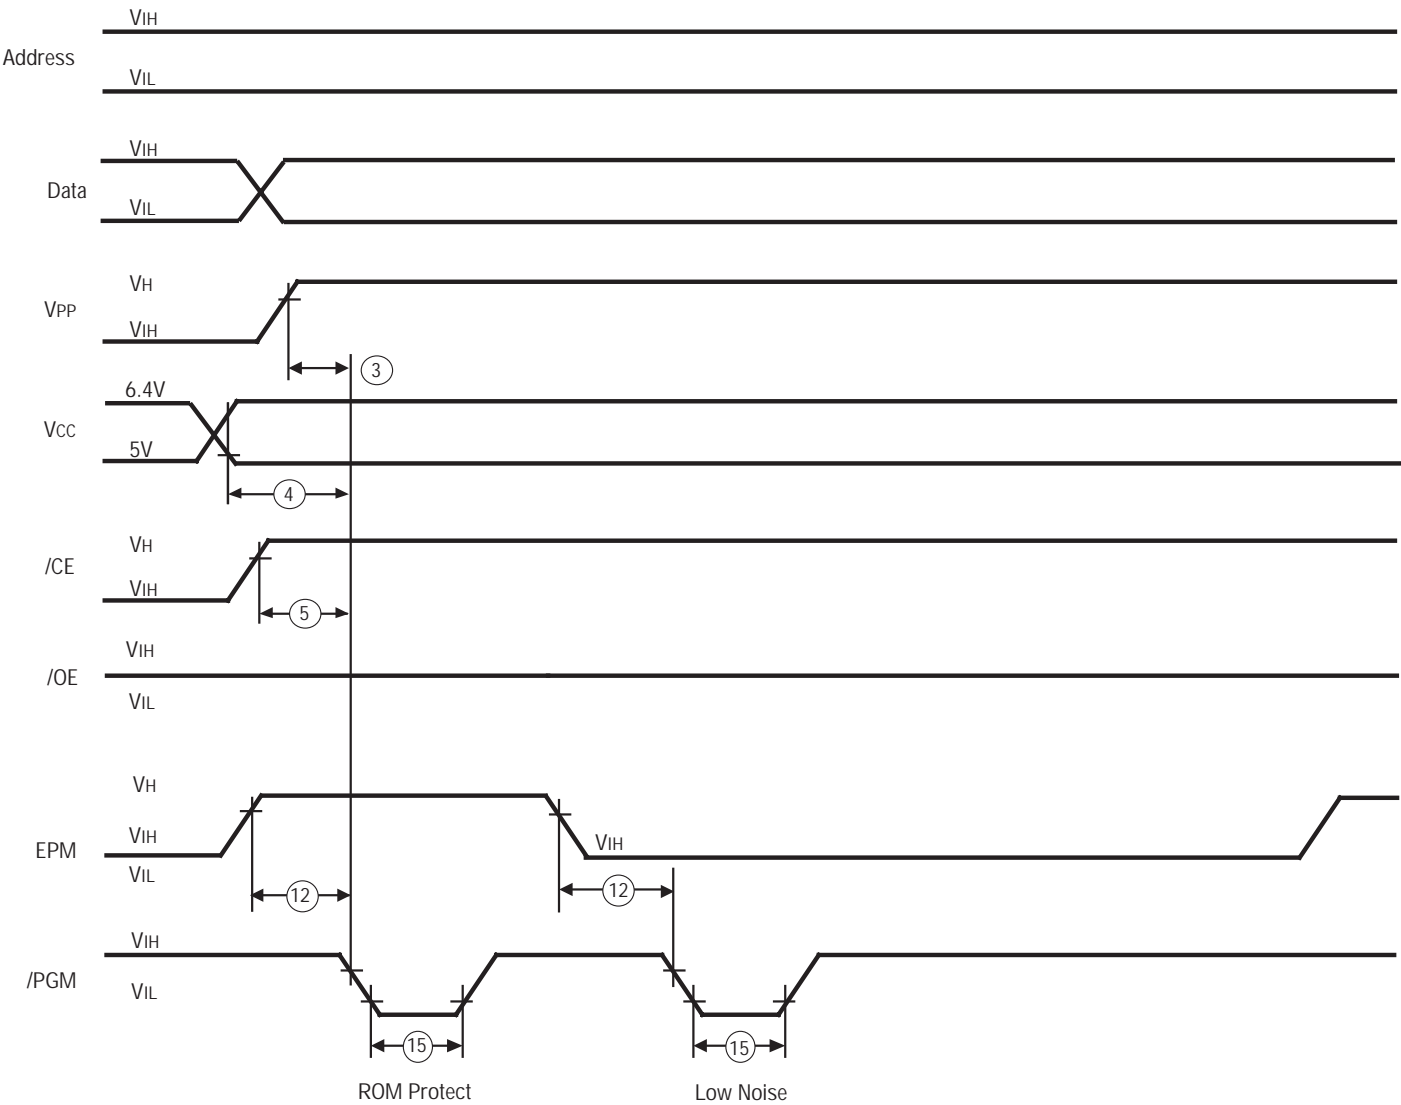 VIH
Address
VIL
VIH
Data
VIL
VH
VPP
VIH
3
6.4V
VCC
5V
4
VH
/CE
VIH
5
VIH
/OE
VIL
VH
VIH
EPM
VIH
VIL
12
12
VIH
/PGM
VIL
15
15
ROM Protect
Low Noise